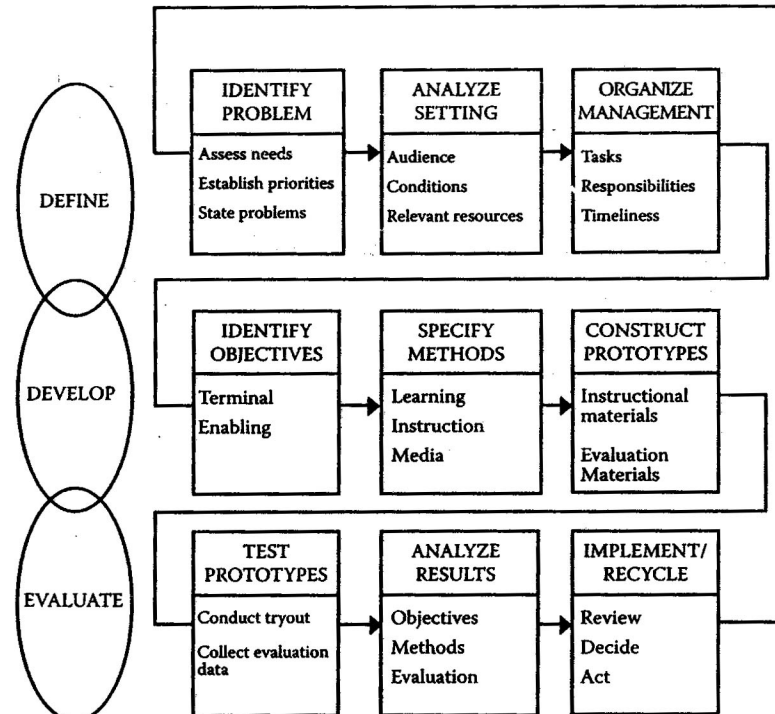 DEFINE
IDENTIFY
PROBLEM
Assess needs
Establish priorities
State problems
ANALYZE
SETTING
Audience
Conditions
Relevant resources
ORGANIZE
MANAGEMENT
Tasks
Responsibilities
Timeliness
DEVELOP
IDENTIFY
OBJECTIVES
Terminal
Enabling
SPECIFY
METHODS
Learning
Instruction
Media
CONSTRUCT
PROTOTYPES
Instructional
materials
Evaluation
Materials
EVALUATE
TEST
PROTOTYPES
Conduct tryout
Collect evaluation
data
ANALYZE
RESULTS
Objectives
Methods
Evaluation
IMPLEMENT/
RECYCLE
Review
Decide
Act